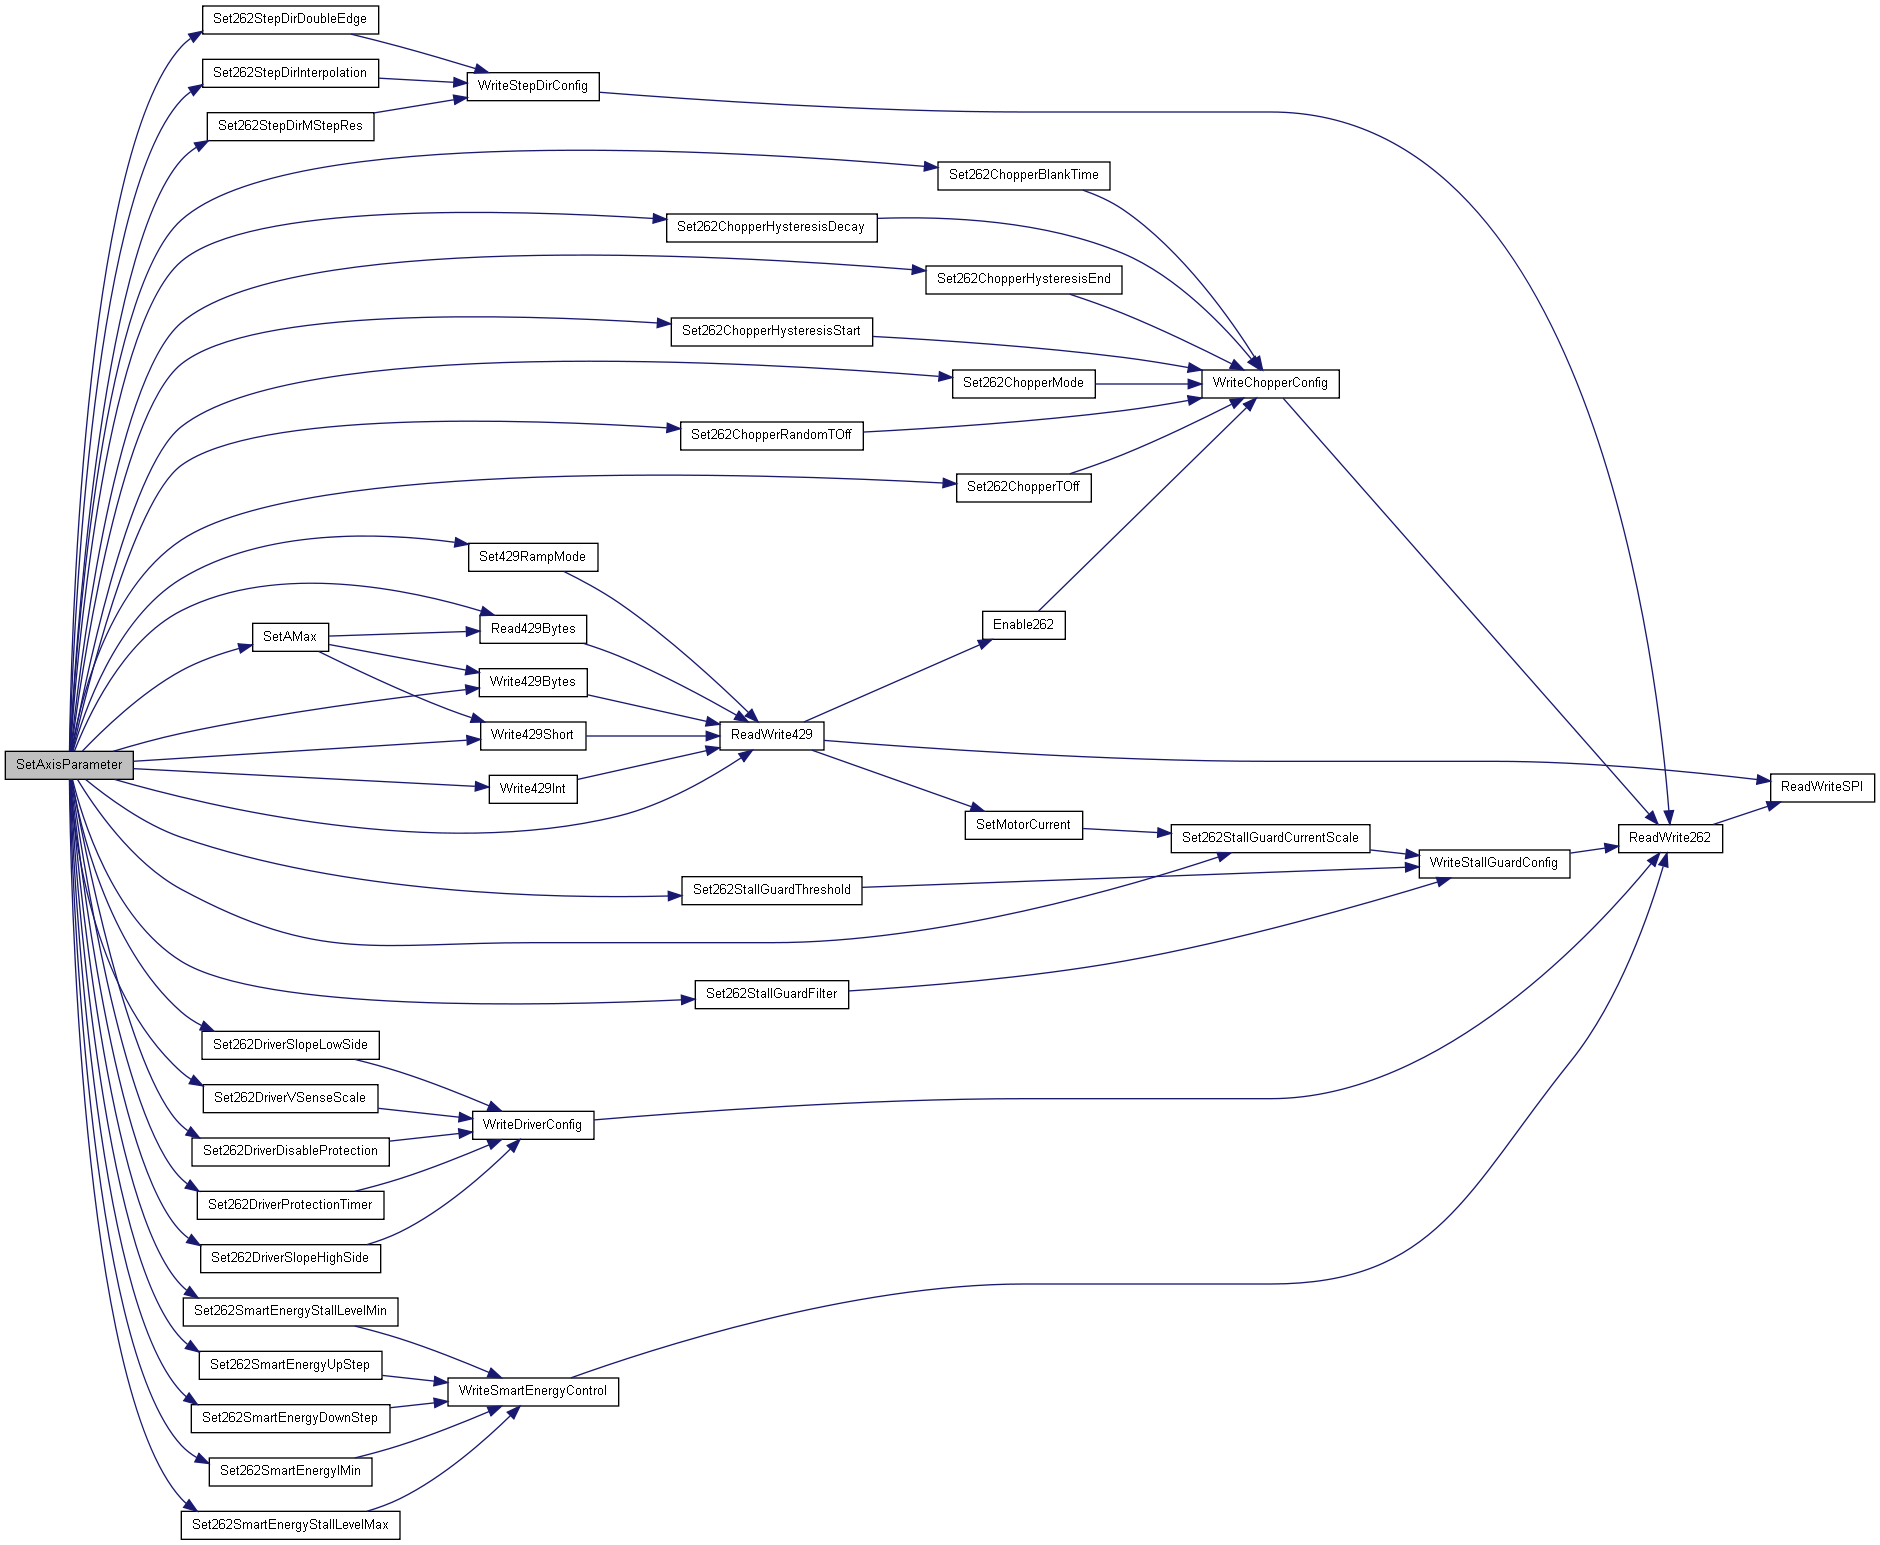 Set262StepDirDoubleEdge
Set262StepDirInterpolation
WriteStepDirConfig
Set262StepDirMStepRes
Set262ChopperBlankTime
Set262ChopperHysteresisDecay
Set262ChopperHysteresisEnd
Set262ChopperHysteresisStart
Set262ChopperMode
WriteChopperConfig
Set262ChopperRandomTOff
Set262ChopperTOff
Set429RampMode
Enable262
Read429Bytes
SetAMax
Write429Bytes
Write429Short
ReadWrite429
SetAxisParameter
Write429Int
ReadWriteSPI
SetMotorCurrent
Set262StallGuardCurrentScale
ReadWrite262
WriteStallGuardConfig
Set262StallGuardThreshold
Set262StallGuardFilter
Set262DriverSlopeLowSide
Set262DriverVSenseScale
WriteDriverConfig
Set262DriverDisableProtection
Set262DriverProtectionTimer
Set262DriverSlopeHighSide
Set262SmartEnergyStallLevelMin
Set262SmartEnergyUpStep
WriteSmartEnergyControl
Set262SmartEnergyDownStep
Set262SmartEnergyIMin
Set262SmartEnergyStallLevelMax